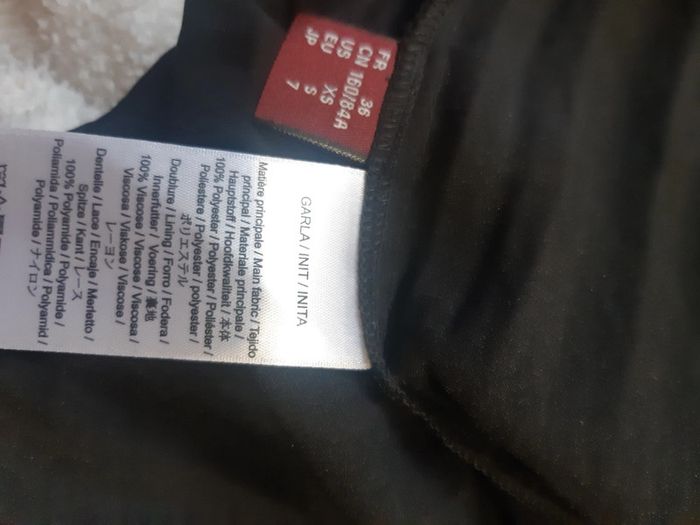 FR 36
CN 160/84A
US XS
EU S
JP 7
GARLA / INIT / INITA
Matière principale / Main fabric / Tejido
principal / Materiale principale /
Hauptstoff / Hoofdkwaliteit / 本体
100% Polyester / Polyester / Poliéster /
Poliestere / Polyester / polyester /
ポリエステル
Doublure / Lining / Forro / Fodera /
Innerfutter / Voering / 裏地
100% Viscose / Viscose / Viscosa /
Viscosa / Viskose / Viscose /
レーヨン
Dentelle / Lace / Encaje / Merletto /
Spitze / Kant / レース
100% Polyamide / Polyamide /
Poliamida / Poliammidica / Polyamid /
Polyamide / ナイロン